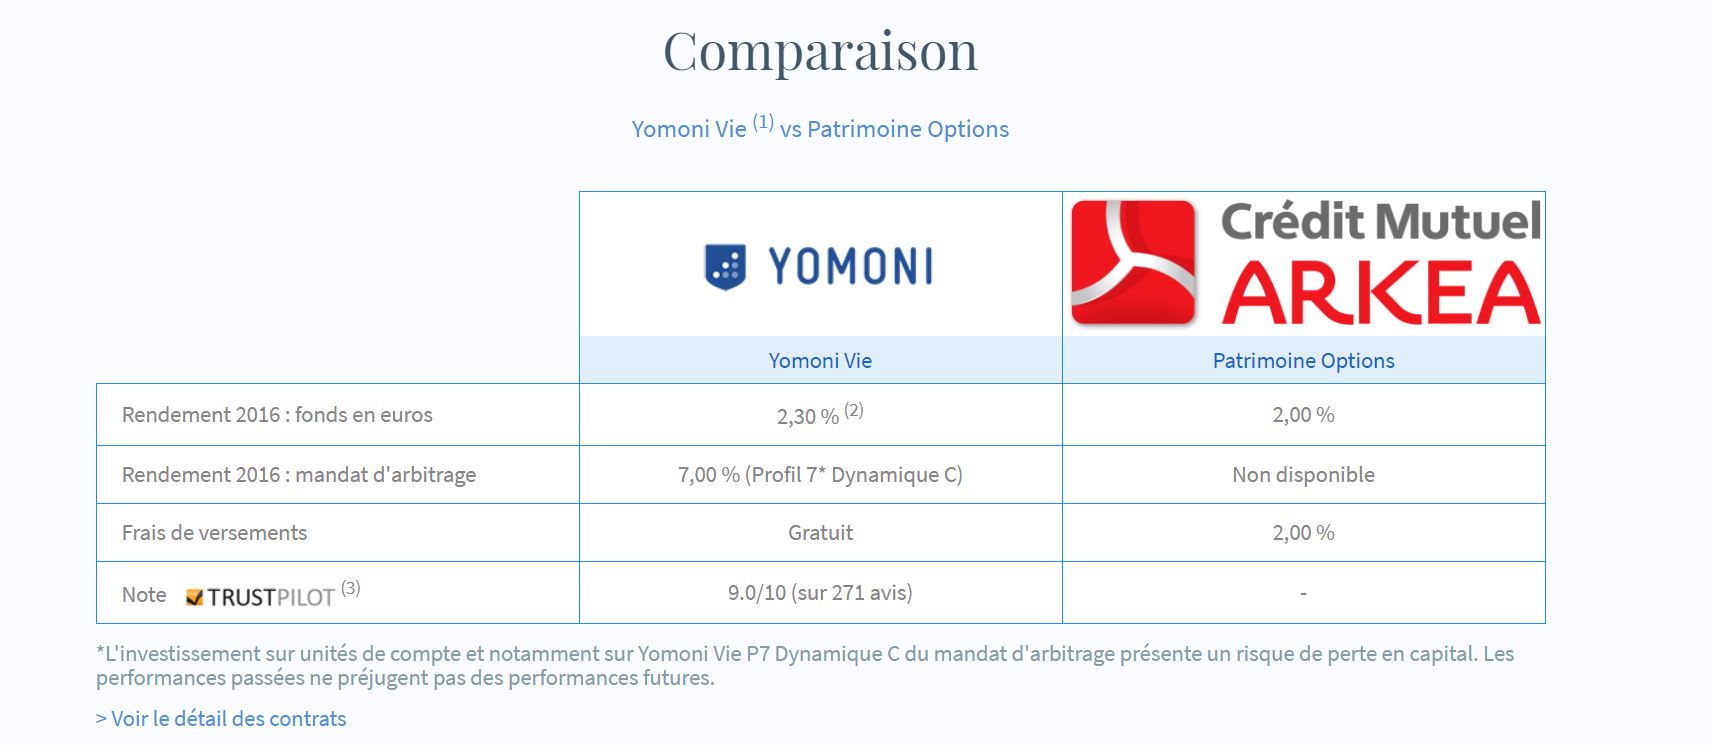 Comparaison
Yomoni Vie (1) vs Patrimoine Options
YOMONI
Crédit Mutuel
ARKEA
Yomoni Vie Patrimoine Options
Rendement 2016 : fonds en euros 2,30 % (2) 2,00 %
Rendement 2016 : mandat d'arbitrage 7,00 % (Profil 7* Dynamique C) Non disponible
Frais de versements Gratuit 2,00 %
Note TRUSTPILOT (3) 9.0/10 (sur 271 avis) -
*L'investissement sur unités de compte et notamment sur Yomoni Vie P7 Dynamique C du mandat d'arbitrage présente un risque de perte en capital. Les
performances passées ne préjugent pas des performances futures.
> Voir le détail des contrats